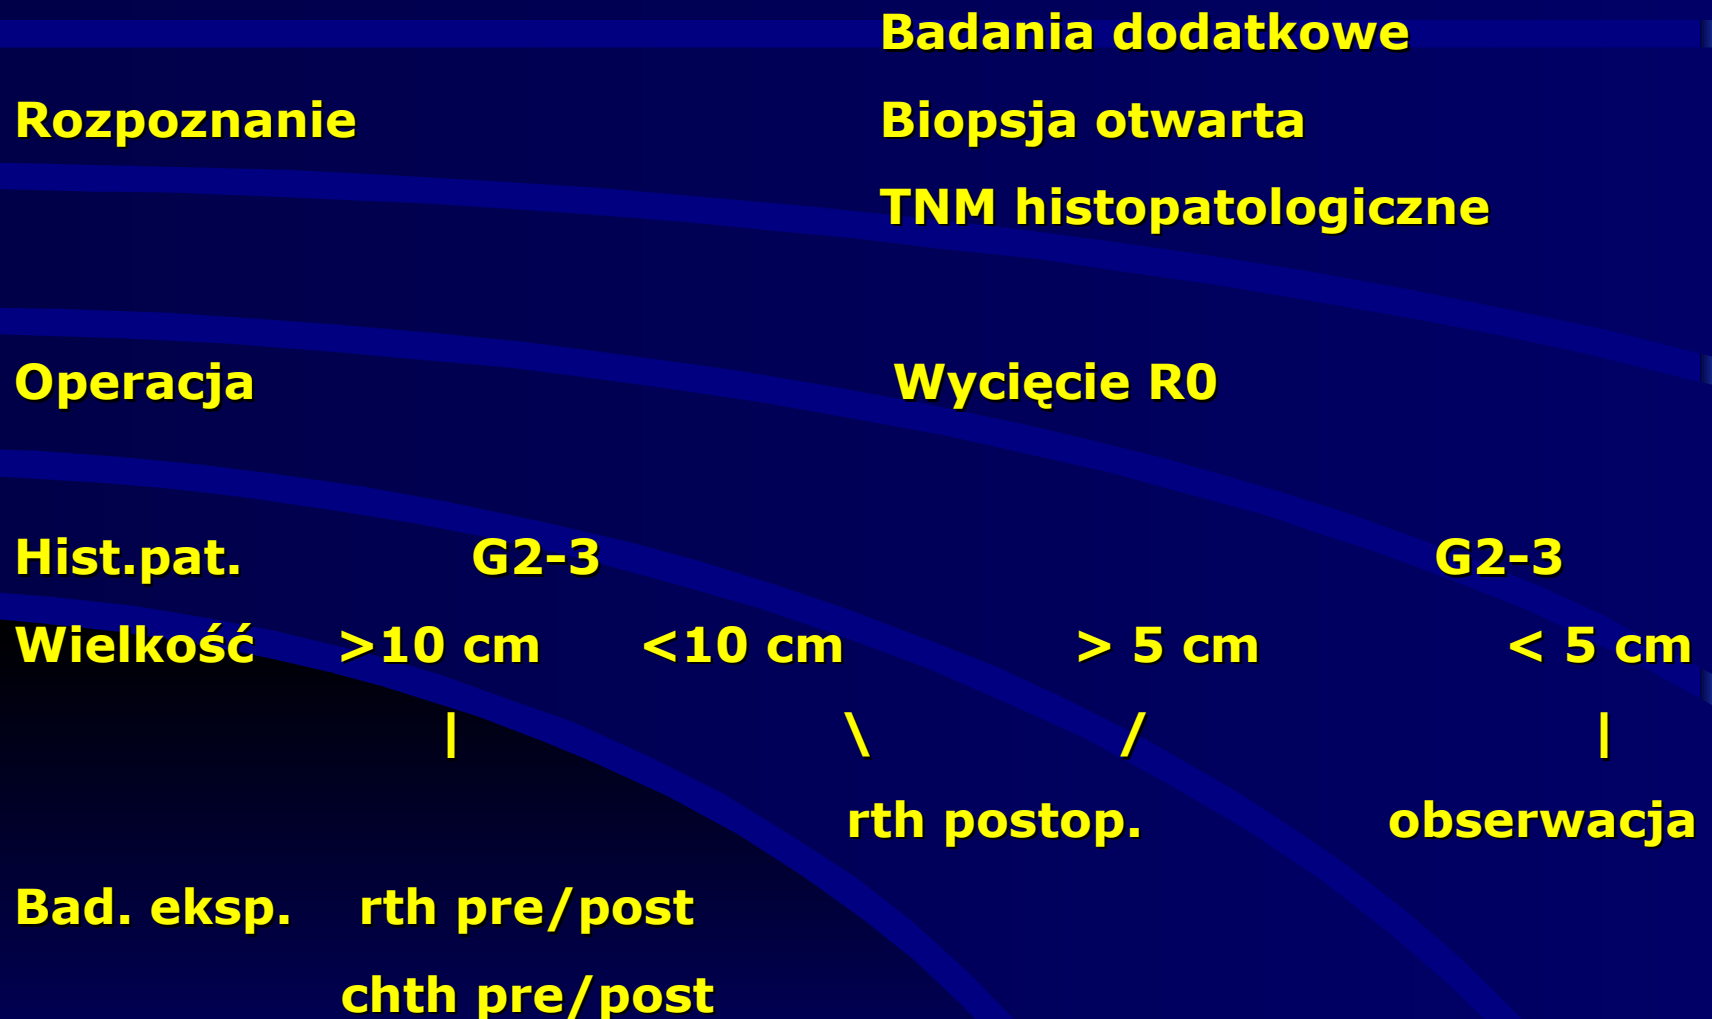 Badania dodatkowe
Rozpoznanie Biopsja otwarta
TNM histopatologiczne
Operacja Wycięcie R0
Hist.pat. G2-3 G2-3
Wielkość >10 cm <10 cm > 5 cm < 5 cm
| \ / |
rth postop. obserwacja
Bad. eksp. rth pre/post
chth pre/post